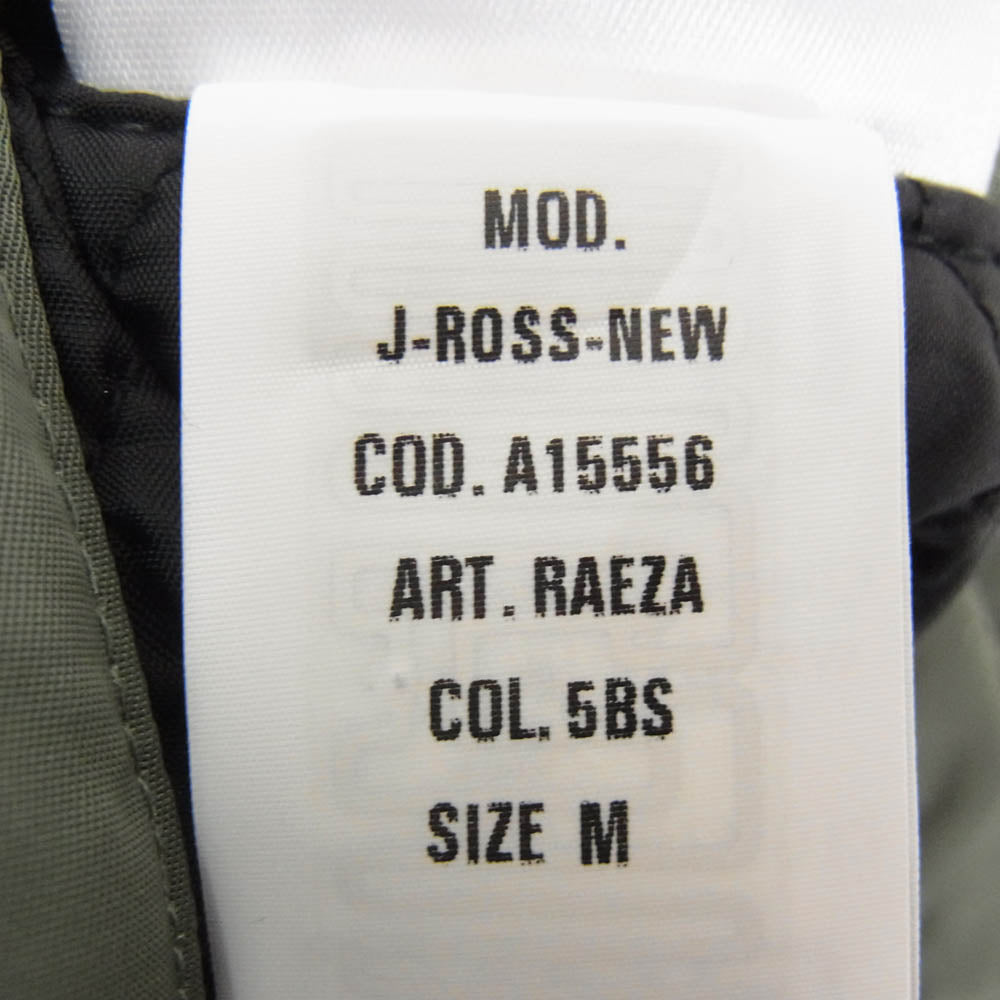 MOD.
J-ROSS-NEW
COD. A15556
ART. RAEZA
COL. 5BS
SIZE M